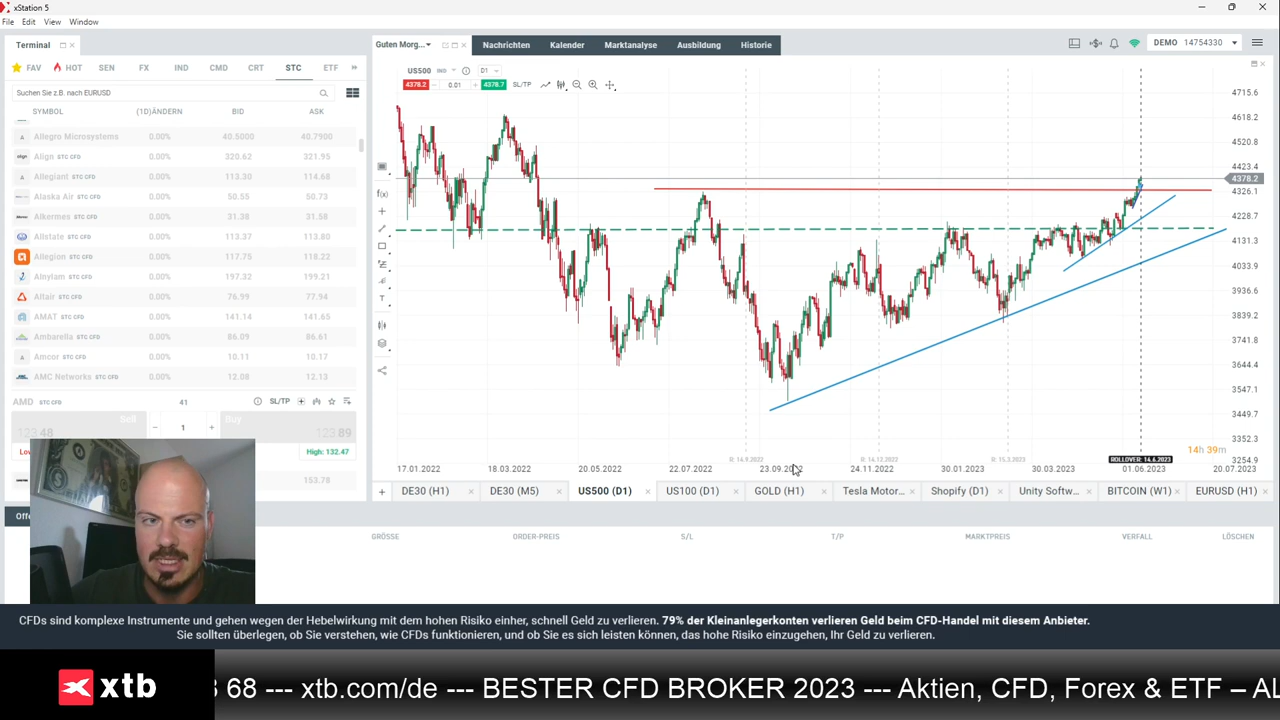 xStation 5
File Edit View Window
Terminal
FAV HOT SEN FX IND CMD CRT STC ETF
Suchen Sie z.B. nach EURUSD
SYMBOL (1D)ÄNDERN BID ASK
Allegro Microsystems 0.00% 40.5000 40.7900
Align STC CFD 0.00% 320.62 321.95
Allegiant STC CFD 0.00% 113.30 114.68
Alaska Air STC CFD 0.00% 50.55 50.73
Alkermes STC CFD 0.00% 31.38 31.58
Allstate STC CFD 0.00% 113.37 113.80
Allegion STC CFD 0.00% 117.75 118.22
Alnylam STC CFD 0.00% 197.32 199.21
Altair STC CFD 0.00% 76.99 77.94
AMAT STC CFD 0.00% 141.14 141.65
Ambarella STC CFD 0.00% 86.09 86.61
Amcor STC CFD 0.00% 10.11 10.17
AMC Networks STC CFD 0.00% 12.08 12.13
AMD STC CFD 41 SL/TP
Sell Buy
123.48 1 123.89
High: 132.47
153.78
Guten Morg... Nachrichten Kalender Marktanalyse Ausbildung Historie
DEMO 14754330
US500 IND D1
4378.2 0.01 4378.7 SL/TP
4715.6
4618.2
4520.8
4423.4
4378.2
4326.1
4228.7
4131.3
4033.9
3936.6
3839.2
3741.8
3644.4
3547.1
3449.7
3352.3
3254.9
14h 39m
R: 14.9.2022 R: 14.12.2022 R: 15.3.2023 ROLLOVER: 14.6.2023
17.01.2022 18.03.2022 20.05.2022 22.07.2022 23.09.2022 24.11.2022 30.01.2023 30.03.2023 01.06.2023 20.07.2023
DE30 (H1) DE30 (M5) US500 (D1) US100 (D1) GOLD (H1) Tesla Motor... Shopify (D1) Unity Softw... BITCOIN (W1) EURUSD (H1)
GRÖSSE ORDER-PREIS S/L T/P MARKTPREIS VERFALL LÖSCHEN
CFDs sind komplexe Instrumente und gehen wegen der Hebelwirkung mit dem hohen Risiko einher, schnell Geld zu verlieren. 79% der Kleinanlegerkonten verlieren Geld beim CFD-Handel mit diesem Anbieter.
Sie sollten überlegen, ob Sie verstehen, wie CFDs funktionieren, und ob Sie es sich leisten können, das hohe Risiko einzugehen, Ihr Geld zu verlieren.
xtb 68 --- xtb.com/de --- BESTER CFD BROKER 2023 --- Aktien, CFD, Forex & ETF – AL